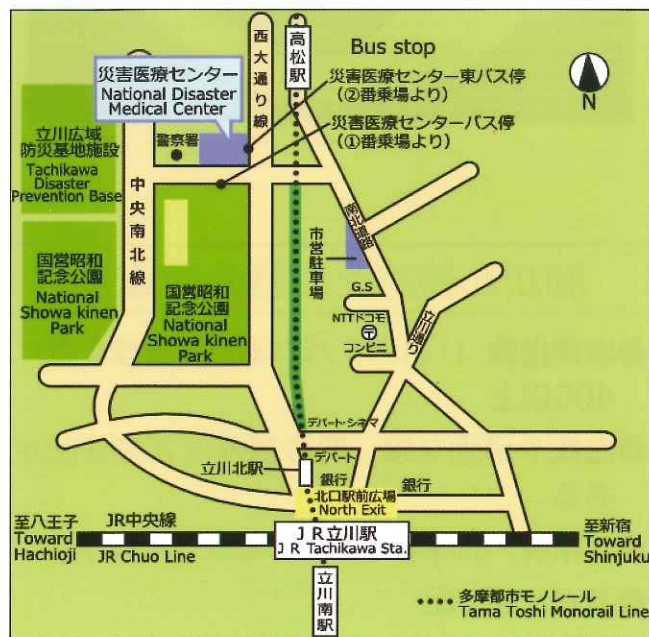 西大通り線
高松駅
Bus stop
災害医療センター
National Disaster
Medical Center
災害医療センター東バス停
(②番乗場より)
災害医療センターバス停
(①番乗場より)
N
立川広域
防災基地施設
Tachikawa
Disaster
Prevention Base
警察署
中央南北線
南北道路
市営駐車場
国営昭和
記念公園
National
Showa kinen
Park
国営昭和
記念公園
National
Showa kinen
Park
G.S
NTTドコモ
〒
コンビニ
立川通り
デパート・シネマ
デパート
立川北駅
銀行
北口駅前広場
North Exit
銀行
至八王子
Toward
Hachioji
JR中央線
JR Chuo Line
JR立川駅
JR Tachikawa Sta.
至新宿
Toward
Shinjuku
立川南駅
多摩都市モノレール
Tama Toshi Monorail Line